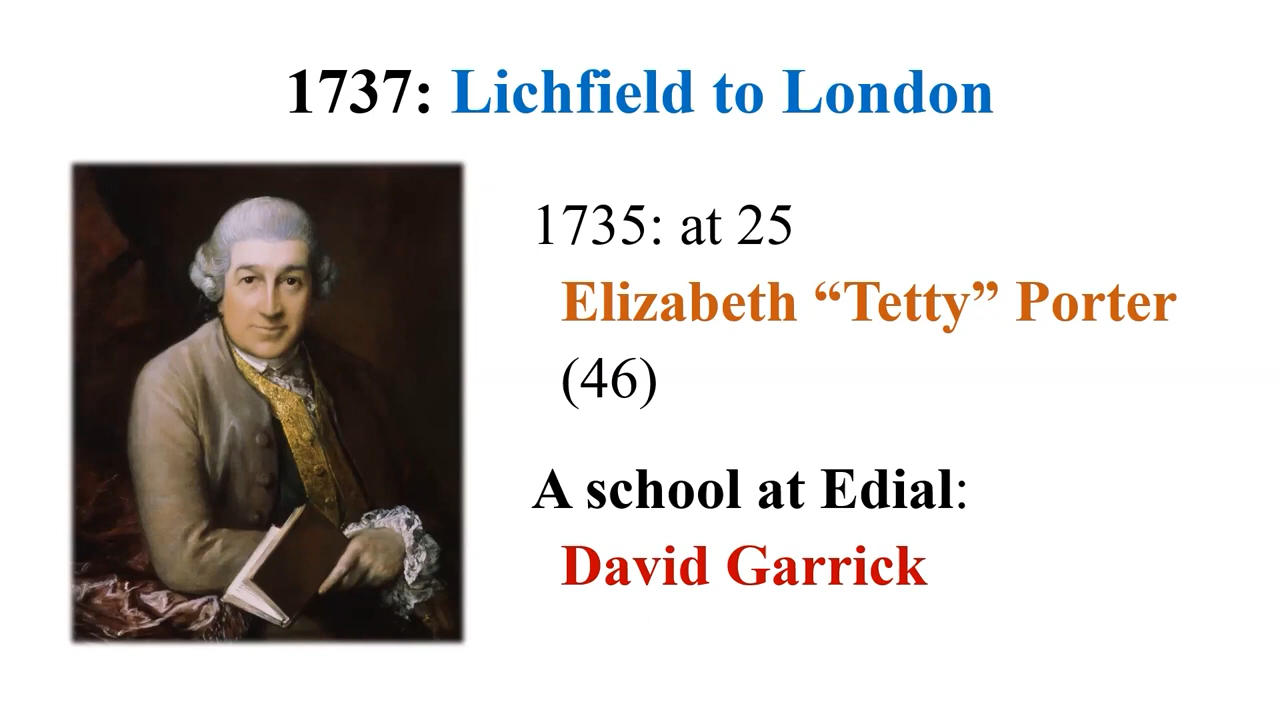 1737: Lichfield to London
1735: at 25
Elizabeth “Tetty” Porter
(46)
A school at Edial:
David Garrick